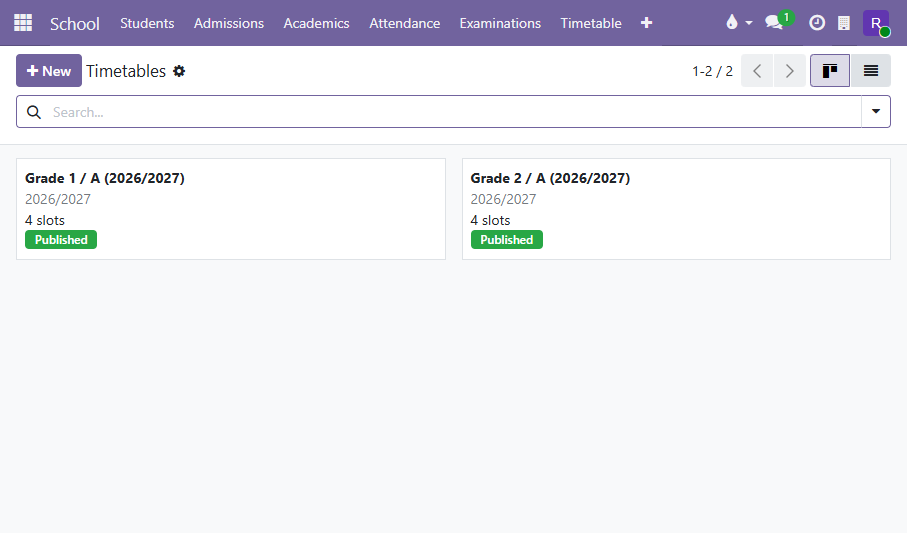 School Students Admissions Academics Attendance Examinations Timetable 1 R
New Timetables 1-2 / 2
Search...
Grade 1 / A (2026/2027)
2026/2027
4 slots
Published
Grade 2 / A (2026/2027)
2026/2027
4 slots
Published